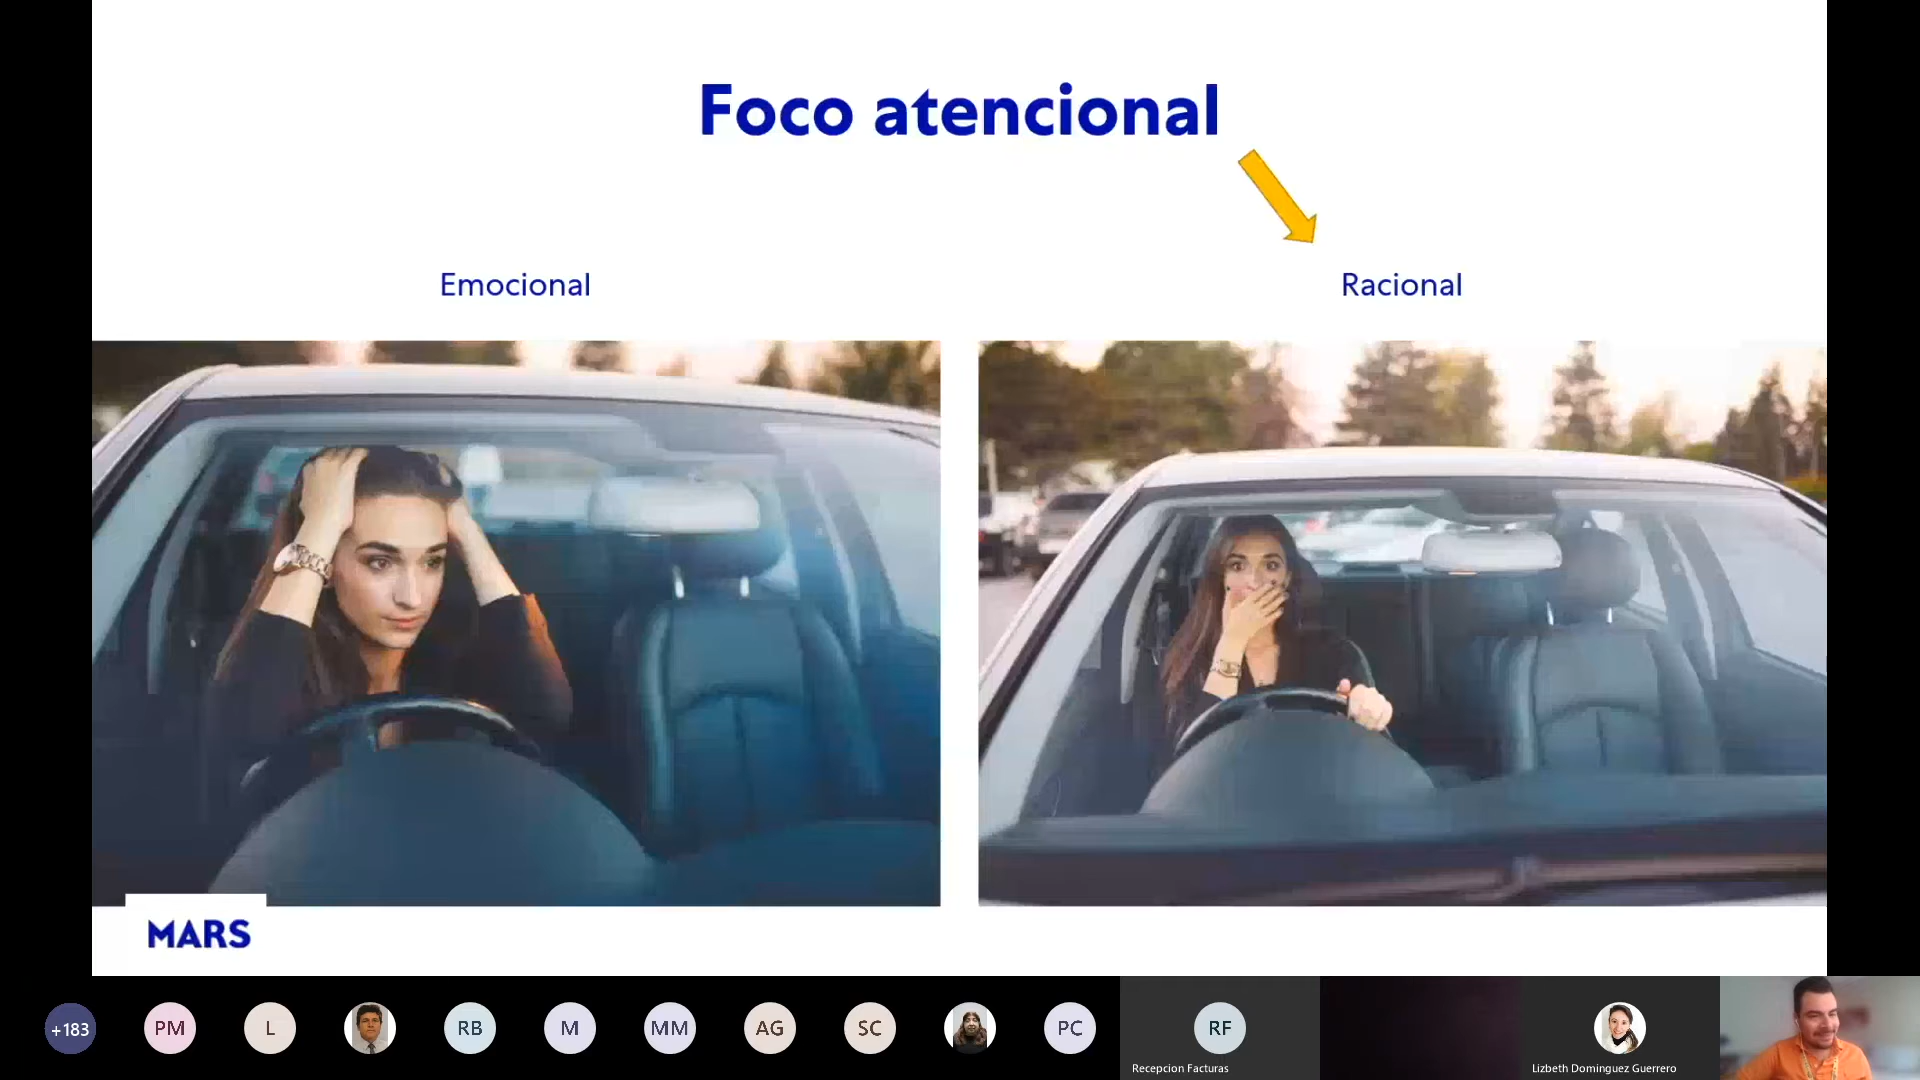 Foco atencional
Emocional
Racional
MARS
+183
PM
L
RB
M
MM
AG
SC
PC
RF
Recepcion Facturas
Lizbeth Dominguez Guerrero